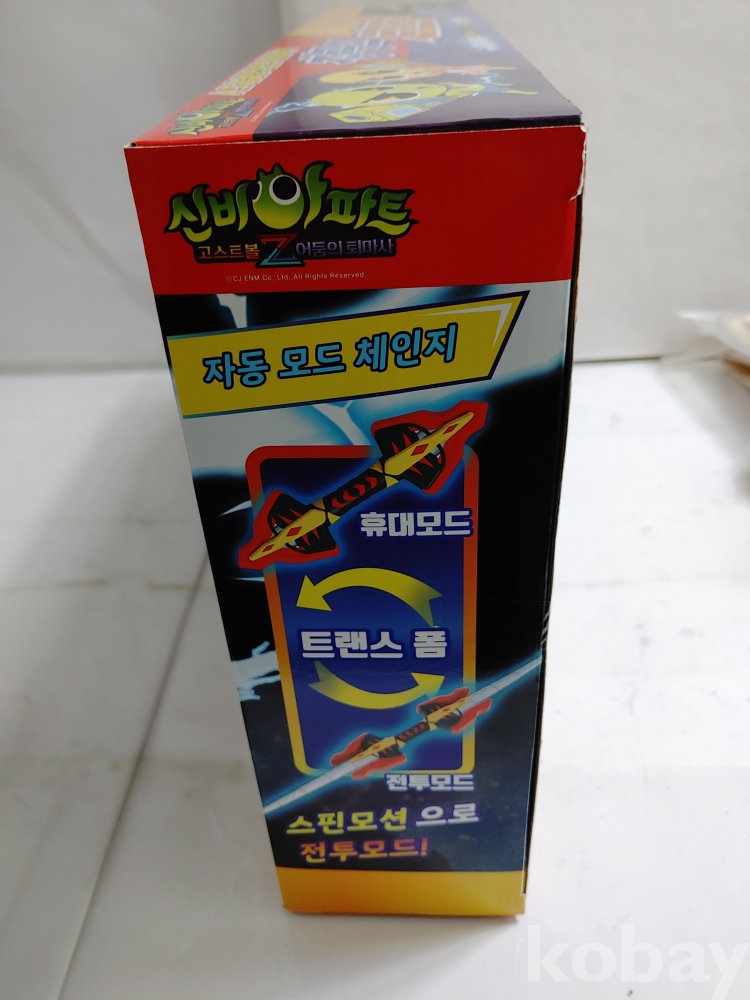 신비아파트
고스트볼 Z 어둠의 퇴마사
©CJ ENM Co., Ltd. All Rights Reserved.
자동 모드 체인지
휴대모드
트랜스 폼
전투모드
스핀모션 으로
전투모드!
kobay